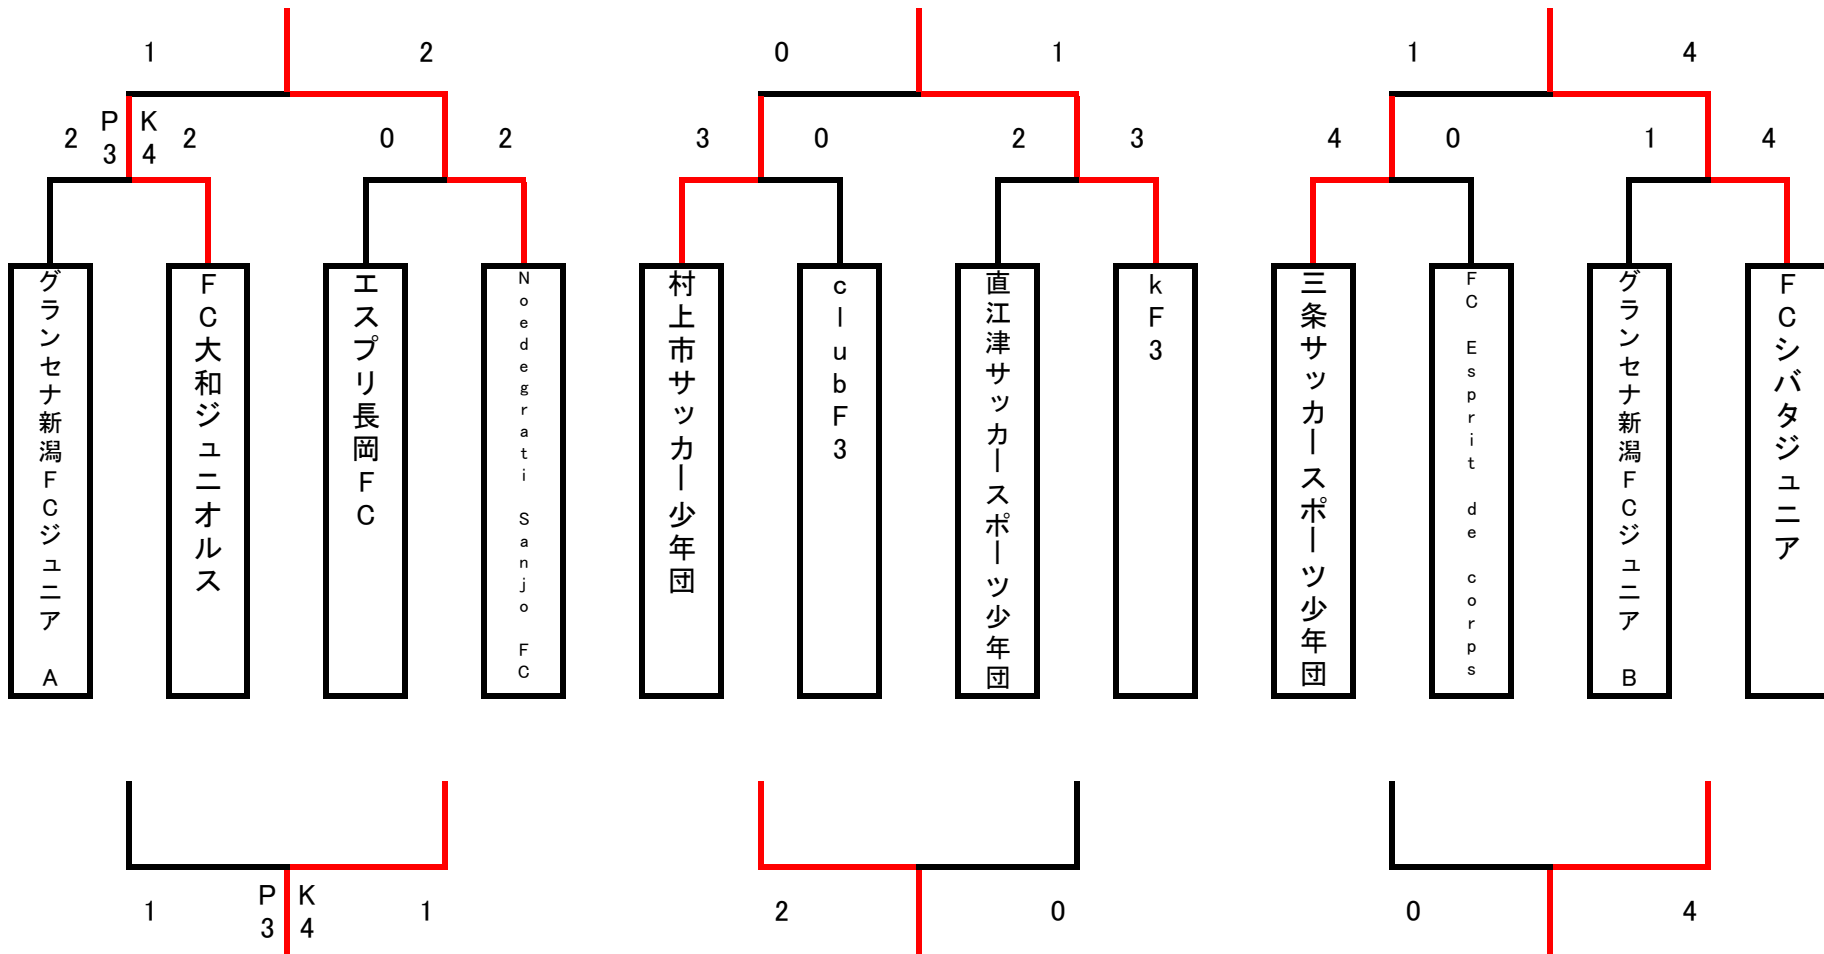 1 2 0 1 1 4
2 P K 2 0 2 3 0 2 3 4 0 1 4
3 4
グランセナ新潟FCジュニア A
FC大和ジュニオルス
エスプリ長岡FC
Noedegrati Sanjo FC
村上市サッカー少年団
clubF3
直江津サッカースポーツ少年団
kF3
三条サッカースポーツ少年団
FC Esprit de corps
グランセナ新潟FCジュニア B
FCシバタジュニア
1 P K 1 2 0 0 4
3 4